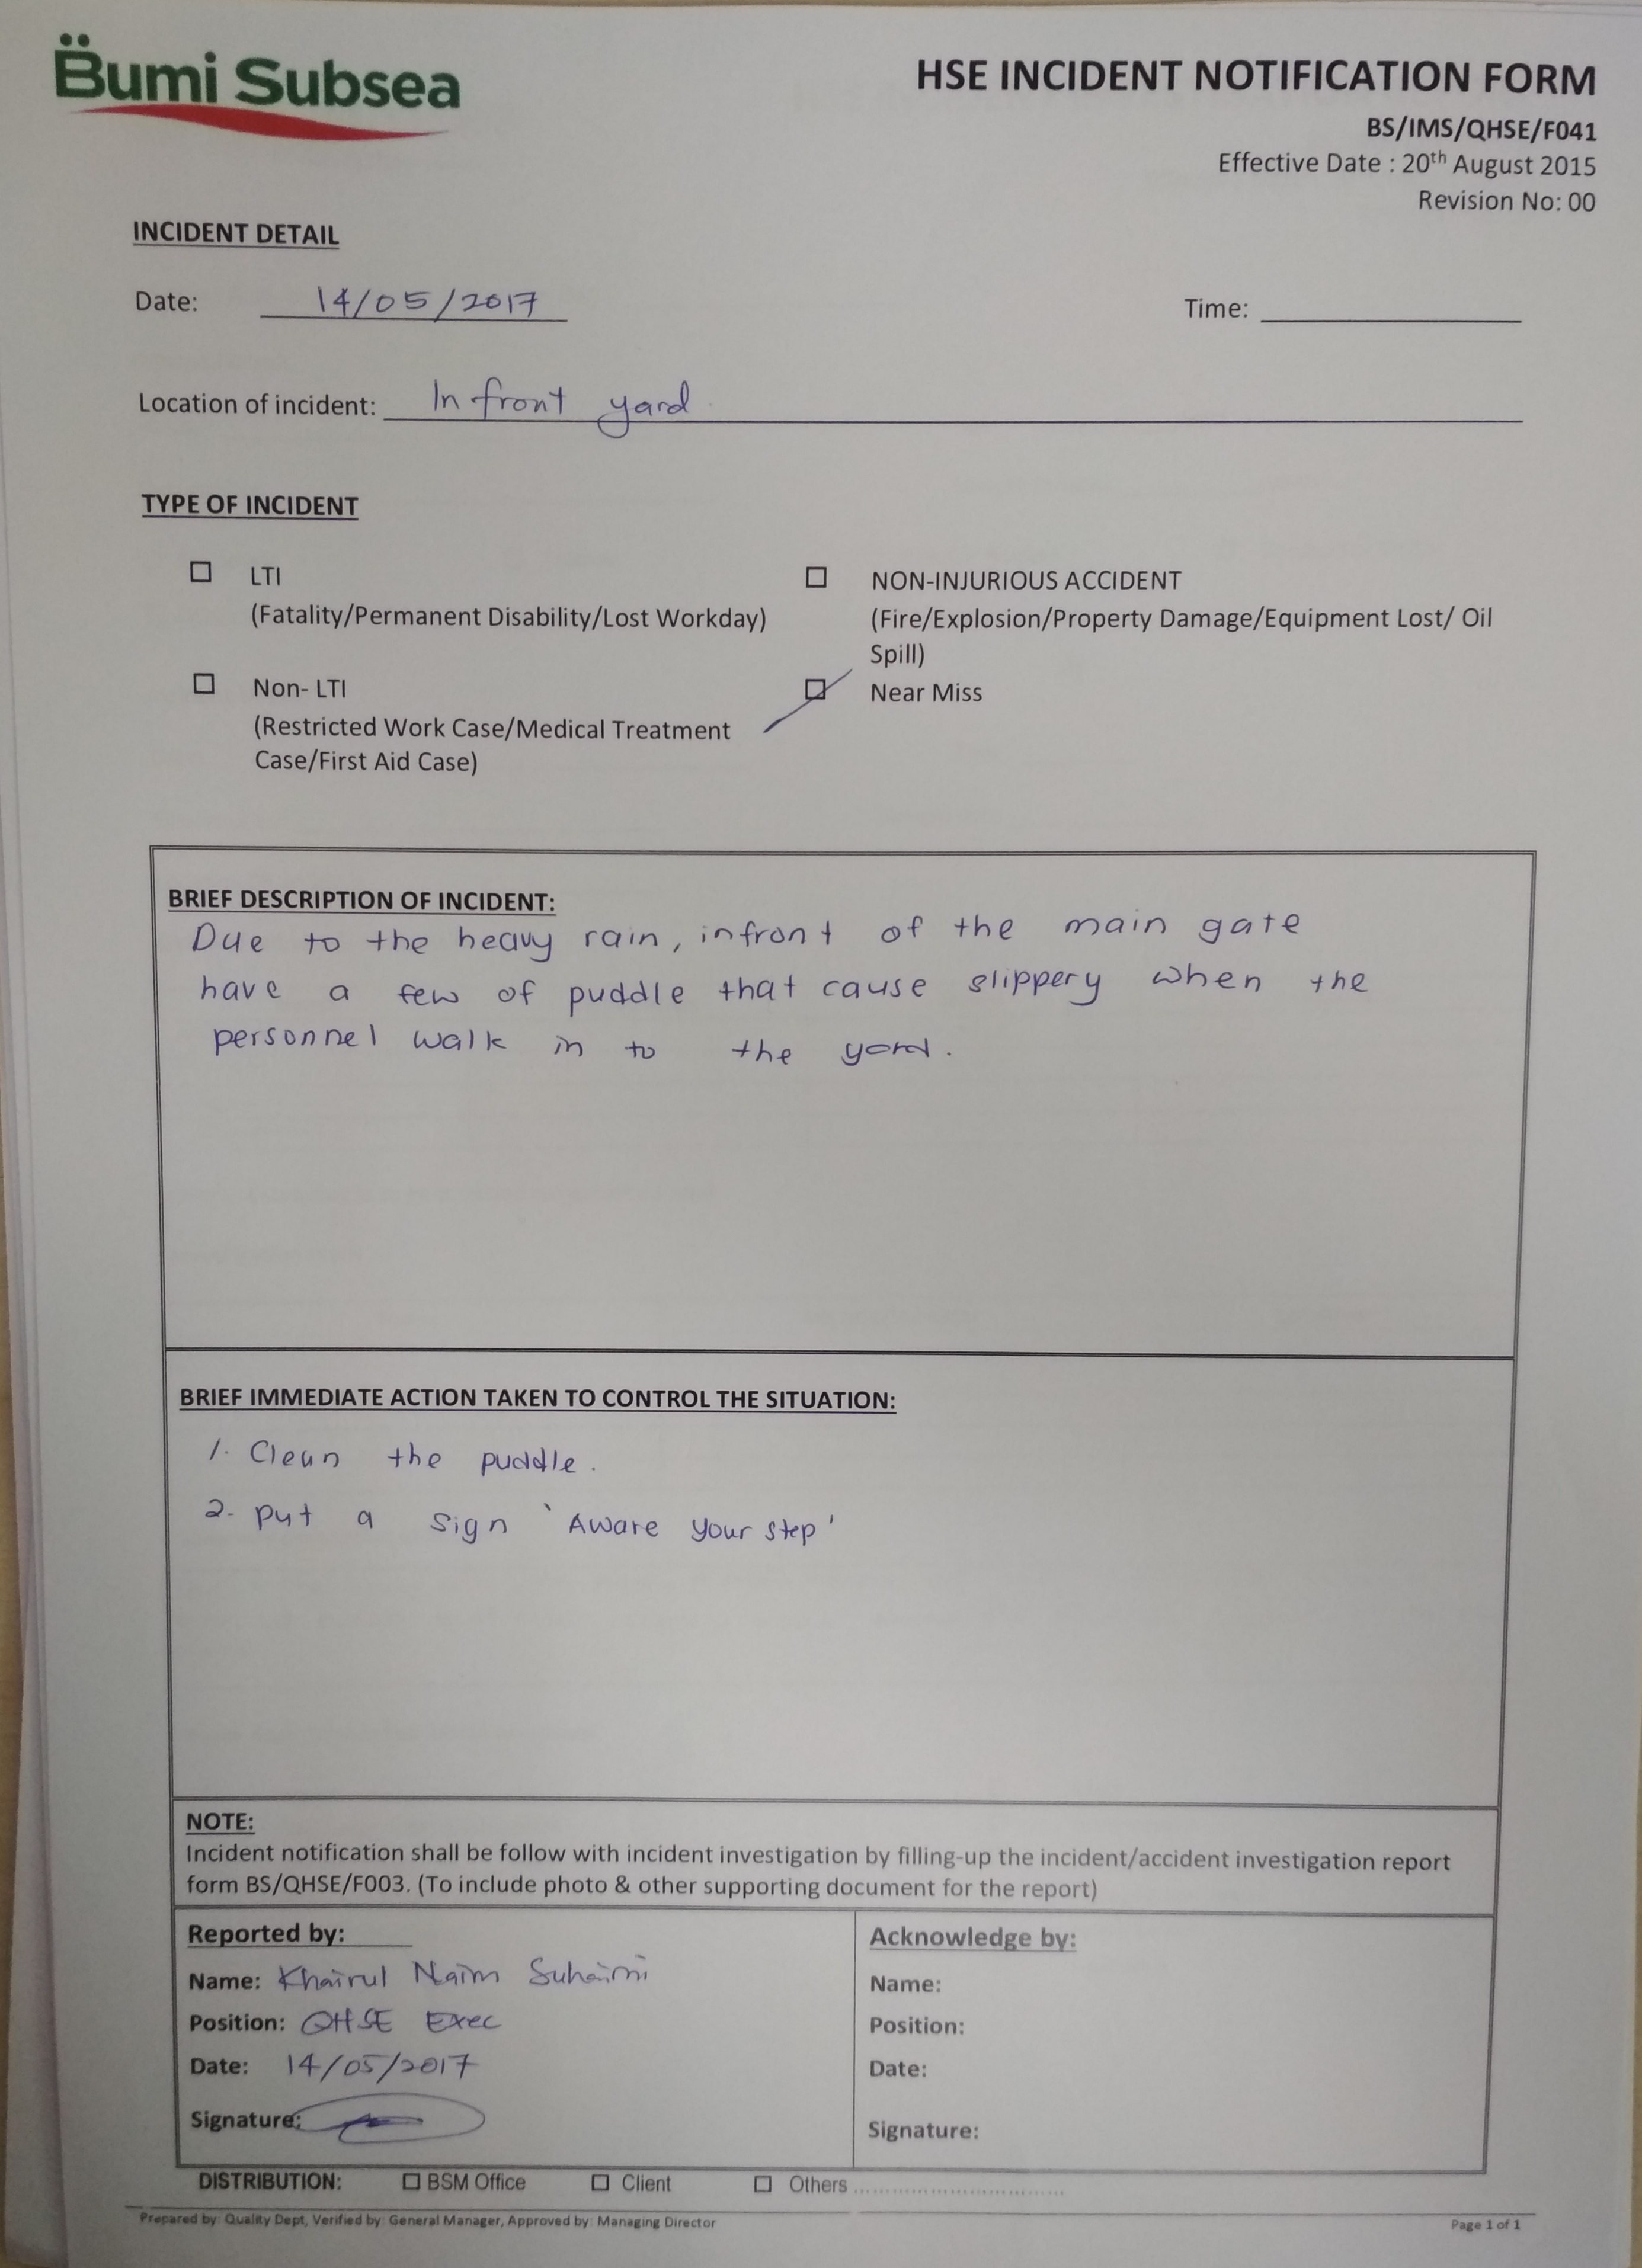 Bumi Subsea
HSE INCIDENT NOTIFICATION FORM
BS/IMS/QHSE/F041
Effective Date : 20th August 2015
Revision No: 00
INCIDENT DETAIL
Date: 14/05/2017 Time:
Location of incident: In front yard
TYPE OF INCIDENT
☐ LTI
(Fatality/Permanent Disability/Lost Workday)
☐ NON-INJURIOUS ACCIDENT
(Fire/Explosion/Property Damage/Equipment Lost/ Oil
Spill)
☐ Non- LTI
(Restricted Work Case/Medical Treatment
Case/First Aid Case)
☑ Near Miss
BRIEF DESCRIPTION OF INCIDENT:
Due to the heavy rain, infront of the main gate
have a few of puddle that cause slippery when the
personnel walk in to the yard.
BRIEF IMMEDIATE ACTION TAKEN TO CONTROL THE SITUATION:
1. Clean the puddle.
2. put a sign 'Aware your step'
NOTE:
Incident notification shall be follow with incident investigation by filling-up the incident/accident investigation report
form BS/QHSE/F003. (To include photo & other supporting document for the report)
Reported by:
Name: Khairul Naim Suhaimi
Position: QHSE Exec
Date: 14/05/2017
Signature:
Acknowledge by:
Name:
Position:
Date:
Signature:
DISTRIBUTION: ☐ BSM Office ☐ Client ☐ Others ..............................
Prepared by: Quality Dept, Verified by: General Manager, Approved by: Managing Director Page 1 of 1